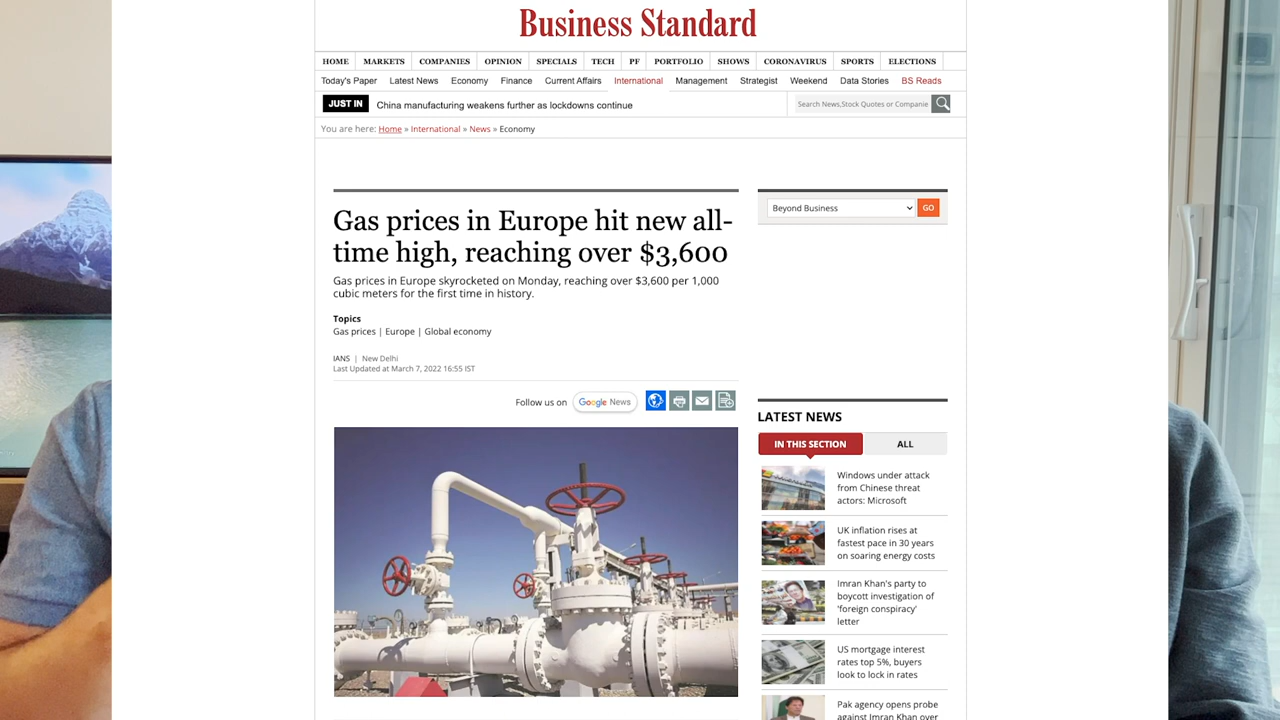 Business Standard
HOME MARKETS COMPANIES OPINION SPECIALS TECH PF PORTFOLIO SHOWS CORONAVIRUS SPORTS ELECTIONS
Today's Paper Latest News Economy Finance Current Affairs International Management Strategist Weekend Data Stories BS Reads
JUST IN China manufacturing weakens further as lockdowns continue
Search News,Stock Quotes or Companie
You are here: Home » International » News » Economy
Gas prices in Europe hit new all-
time high, reaching over $3,600
Gas prices in Europe skyrocketed on Monday, reaching over $3,600 per 1,000
cubic meters for the first time in history.
Topics
Gas prices | Europe | Global economy
IANS | New Delhi
Last Updated at March 7, 2022 16:55 IST
Follow us on Google News
Beyond Business GO
LATEST NEWS
IN THIS SECTION ALL
Windows under attack
from Chinese threat
actors: Microsoft
UK inflation rises at
fastest pace in 30 years
on soaring energy costs
Imran Khan's party to
boycott investigation of
'foreign conspiracy'
letter
US mortgage interest
rates top 5%, buyers
look to lock in rates
Pak agency opens probe
against Imran Khan over